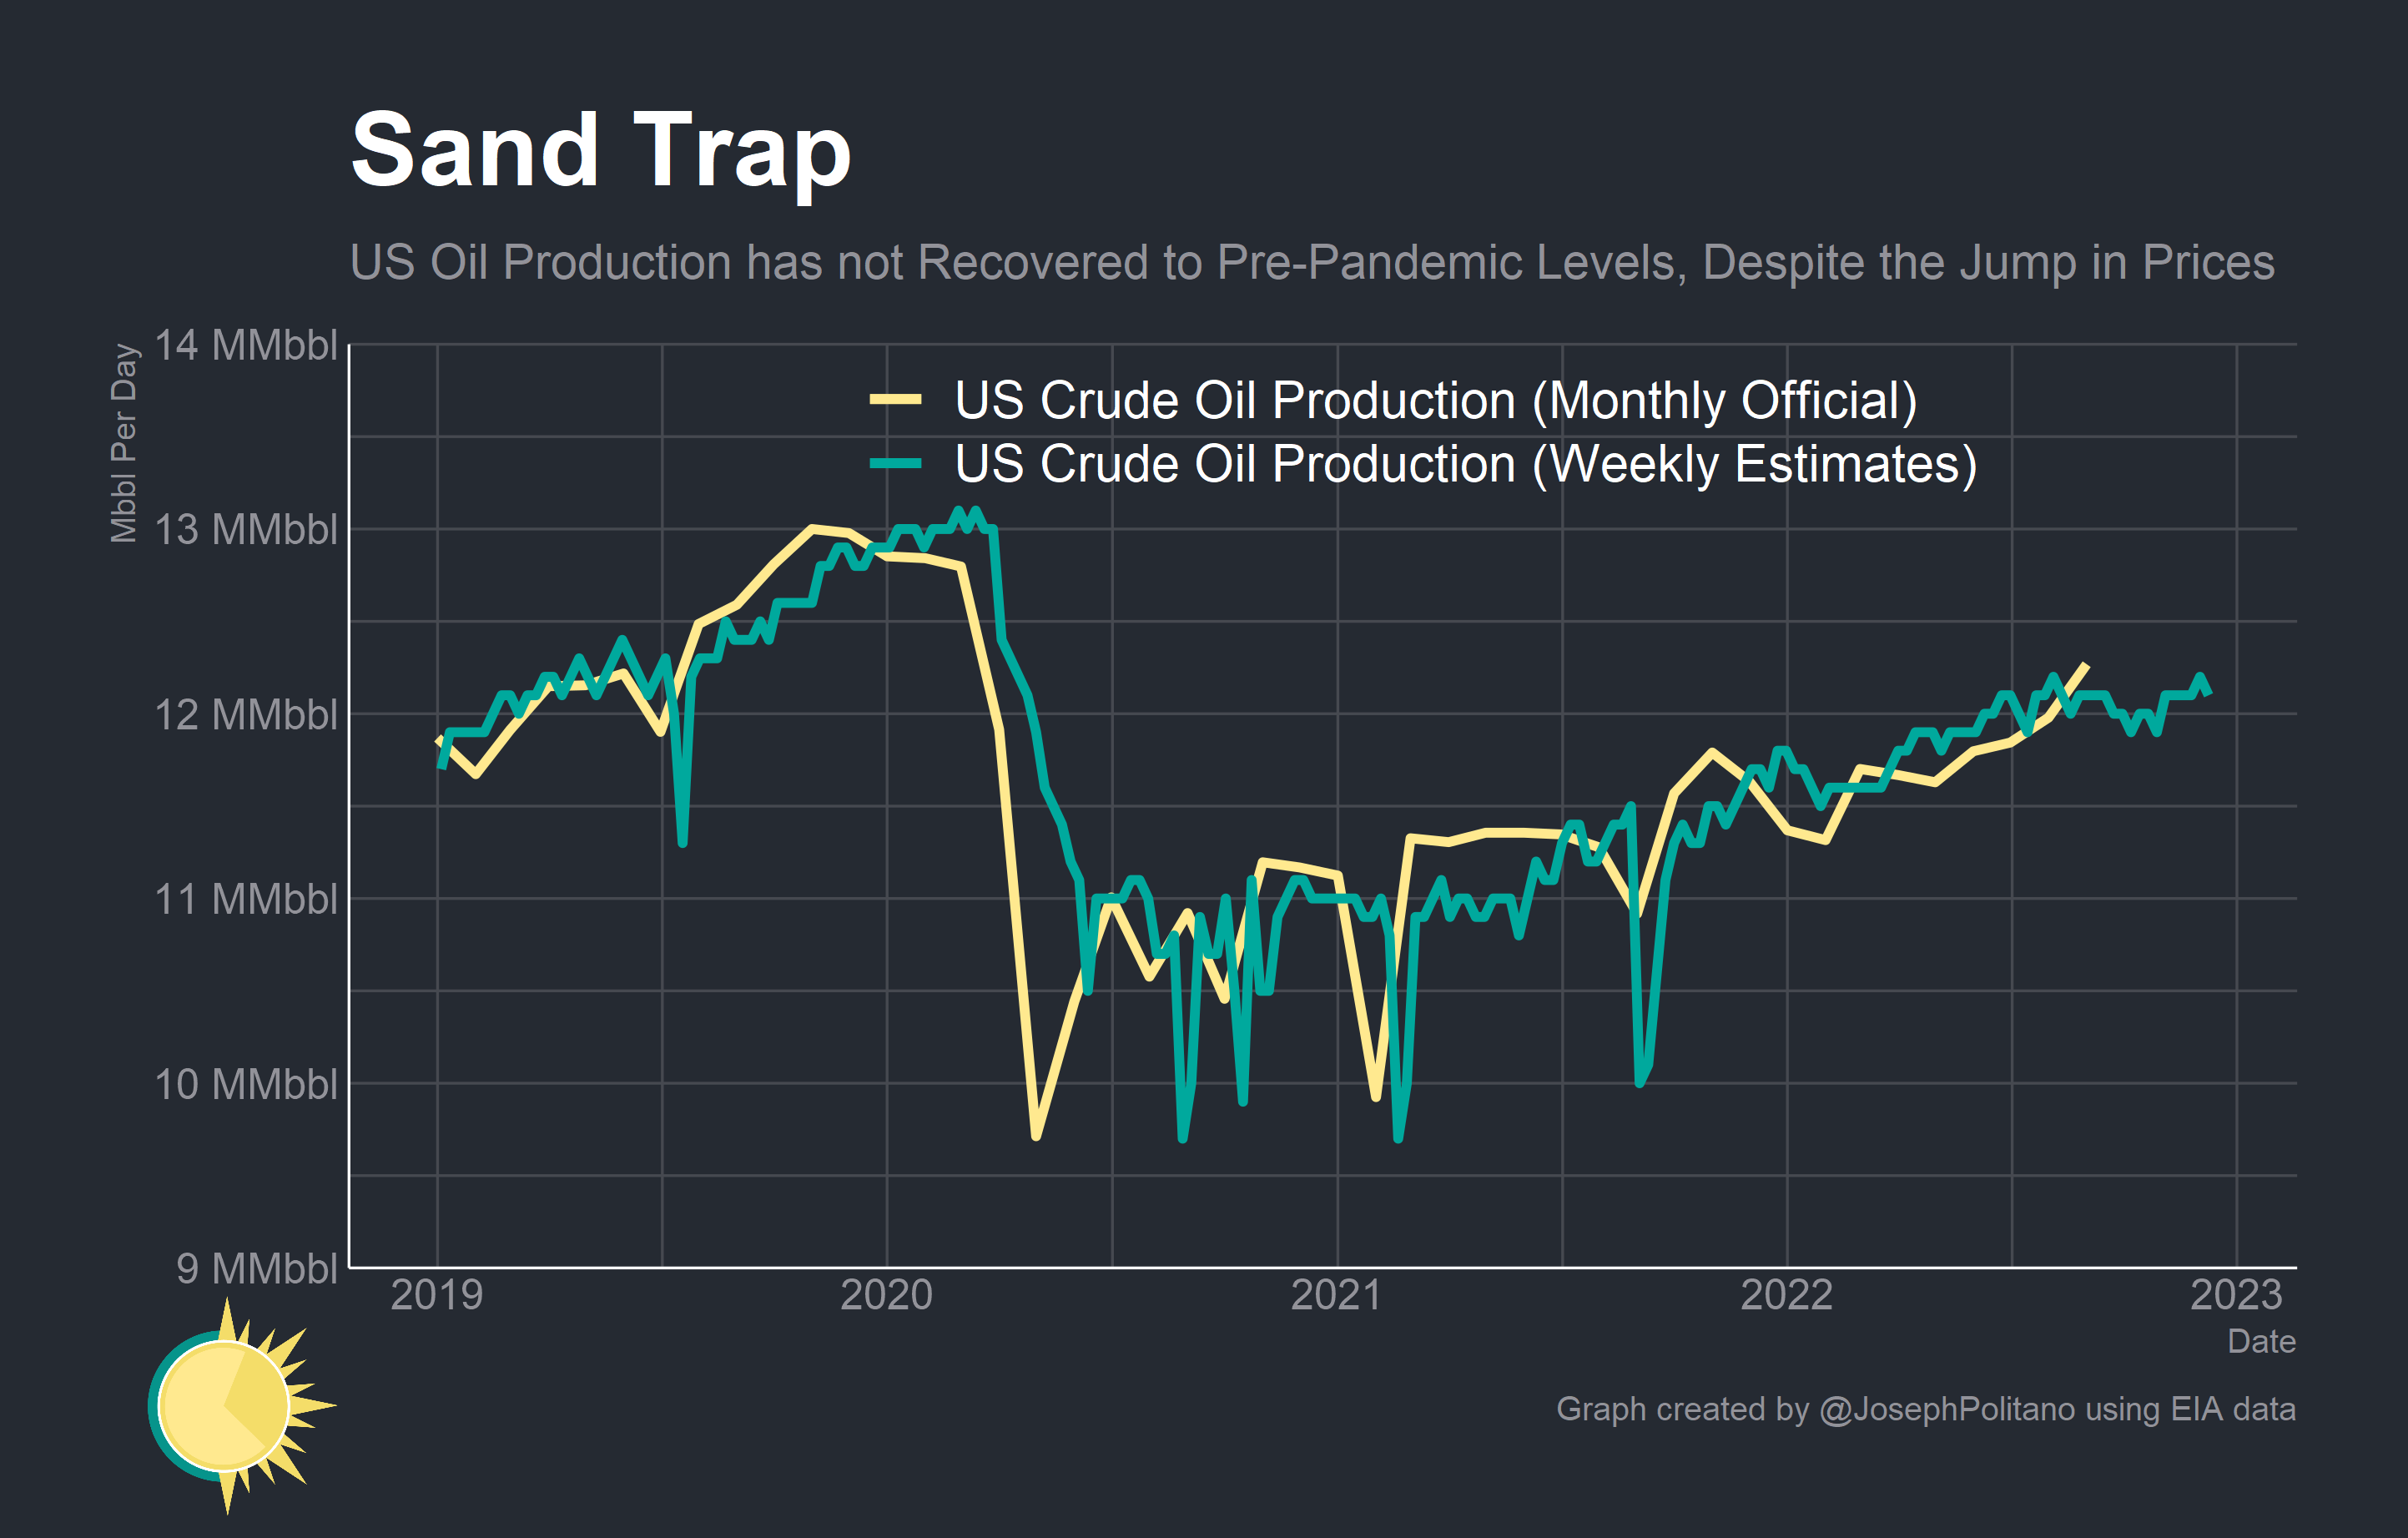 Sand Trap
US Oil Production has not Recovered to Pre-Pandemic Levels, Despite the Jump in Prices
Mbbl Per Day
14 MMbbl
13 MMbbl
12 MMbbl
11 MMbbl
10 MMbbl
9 MMbbl
US Crude Oil Production (Monthly Official)
US Crude Oil Production (Weekly Estimates)
2019 2020 2021 2022 2023
Date
Graph created by @JosephPolitano using EIA data